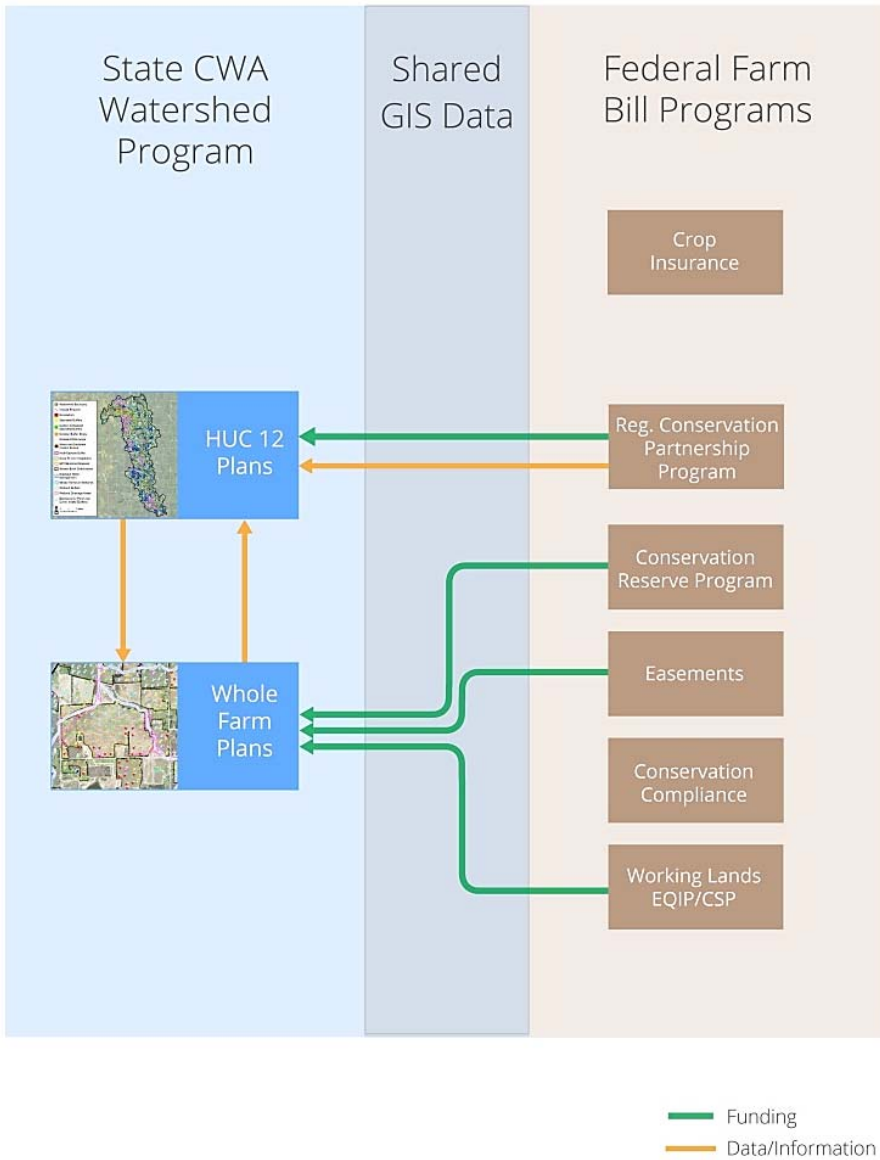 State CWA
Watershed
Program
Shared
GIS Data
Federal Farm
Bill Programs
Crop
Insurance
HUC 12
Plans
Reg. Conservation
Partnership
Program
Conservation
Reserve Program
Whole
Farm
Plans
Easements
Conservation
Compliance
Working Lands
EQIP/CSP
Funding
Data/Information